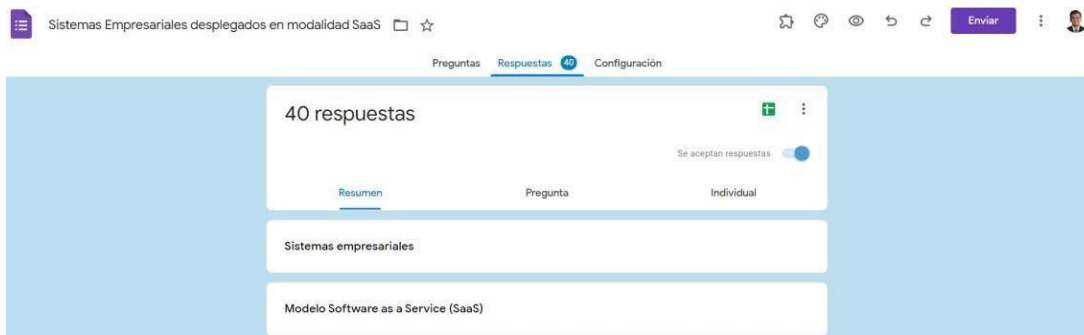 Sistemas Empresariales desplegados en modalidad SaaS
Enviar
Preguntas Respuestas 40 Configuración
40 respuestas
Se aceptan respuestas
Resumen Pregunta Individual
Sistemas empresariales
Modelo Software as a Service (SaaS)